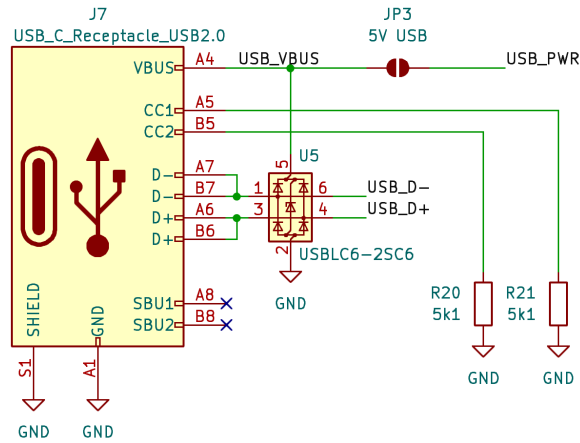 J7
USB_C_Receptacle_USB2.0
JP3
5V USB
VBUS
A4
USB_VBUS
USB_PWR
CC1
A5
CC2
B5
D-
A7
D-
B7
D+
A6
D+
B6
U5
5
1
6
3
4
2
USB_D-
USB_D+
USBLC6-2SC6
GND
SBU1
A8
SBU2
B8
SHIELD
GND
S1
A1
GND
GND
R20
5k1
R21
5k1
GND
GND